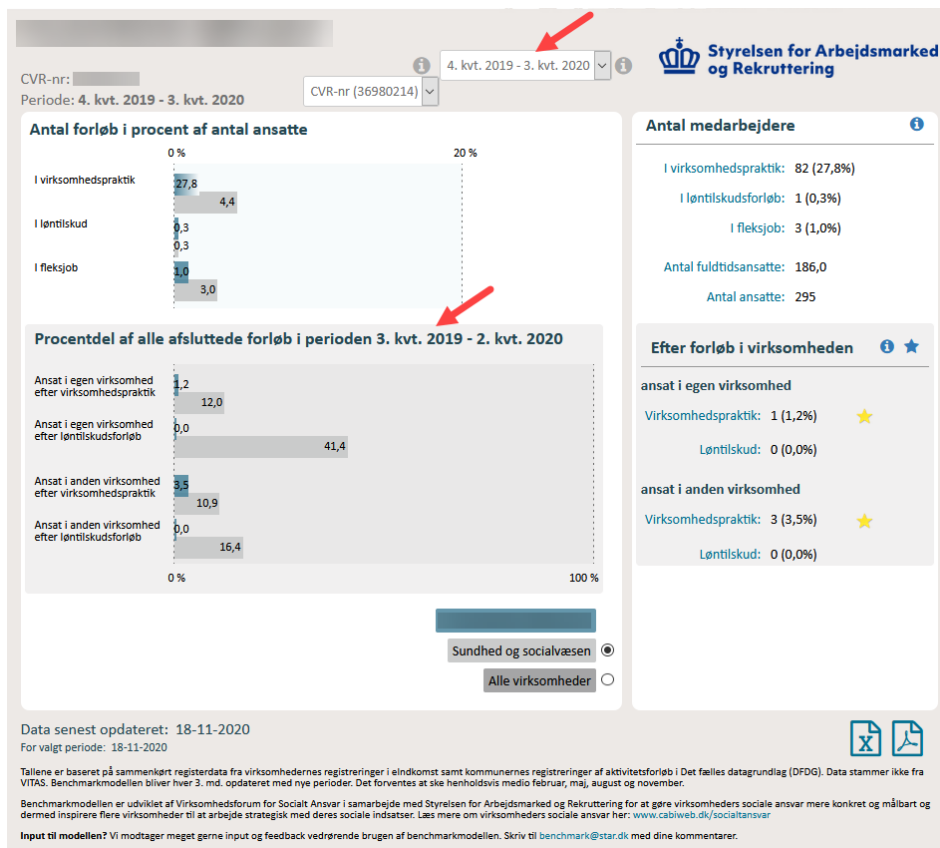 4. kvt. 2019 - 3. kvt. 2020
Styrelsen for Arbejdsmarked
og Rekruttering
CVR-nr:
CVR-nr (36980214)
Periode: 4. kvt. 2019 - 3. kvt. 2020
Antal forløb i procent af antal ansatte
0 %
20 %
I virksomhedspraktik
27,8
4,4
I løntilskud
0,3
0,3
I fleksjob
1,0
3,0
Procentdel af alle afsluttede forløb i perioden 3. kvt. 2019 - 2. kvt. 2020
Ansat i egen virksomhed
efter virksomhedspraktik
1,2
12,0
Ansat i egen virksomhed
efter løntilskudsforløb
0,0
41,4
Ansat i anden virksomhed
efter virksomhedspraktik
3,5
10,9
Ansat i anden virksomhed
efter løntilskudsforløb
0,0
16,4
0 %
100 %
Sundhed og socialvæsen
Alle virksomheder
Antal medarbejdere
I virksomhedspraktik: 82 (27,8%)
I løntilskudsforløb: 1 (0,3%)
I fleksjob: 3 (1,0%)
Antal fuldtidsansatte: 186,0
Antal ansatte: 295
Efter forløb i virksomheden
ansat i egen virksomhed
Virksomhedspraktik: 1 (1,2%)
Løntilskud: 0 (0,0%)
ansat i anden virksomhed
Virksomhedspraktik: 3 (3,5%)
Løntilskud: 0 (0,0%)
Data senest opdateret: 18-11-2020
For valgt periode: 18-11-2020
Tallene er baseret på sammenkørt registerdata fra virksomhedernes registreringer i eIndkomst samt kommunernes registreringer af aktivitetsforløb i Det fælles datagrundlag (DFDG). Data stammer ikke fra
VITAS. Benchmarkmodellen bliver hver 3. md. opdateret med nye perioder. Det forventes at ske henholdsvis medio februar, maj, august og november.
Benchmarkmodellen er udviklet af Virksomhedsforum for Socialt Ansvar i samarbejde med Styrelsen for Arbejdsmarked og Rekruttering for at gøre virksomheders sociale ansvar mere konkret og målbart og
dermed inspirere flere virksomheder til at arbejde strategisk med deres sociale indsatser. Læs mere om virksomheders sociale ansvar her: www.cabiweb.dk/socialtansvar
Input til modellen? Vi modtager meget gerne input og feedback vedrørende brugen af benchmarkmodellen. Skriv til benchmark@star.dk med dine kommentarer.